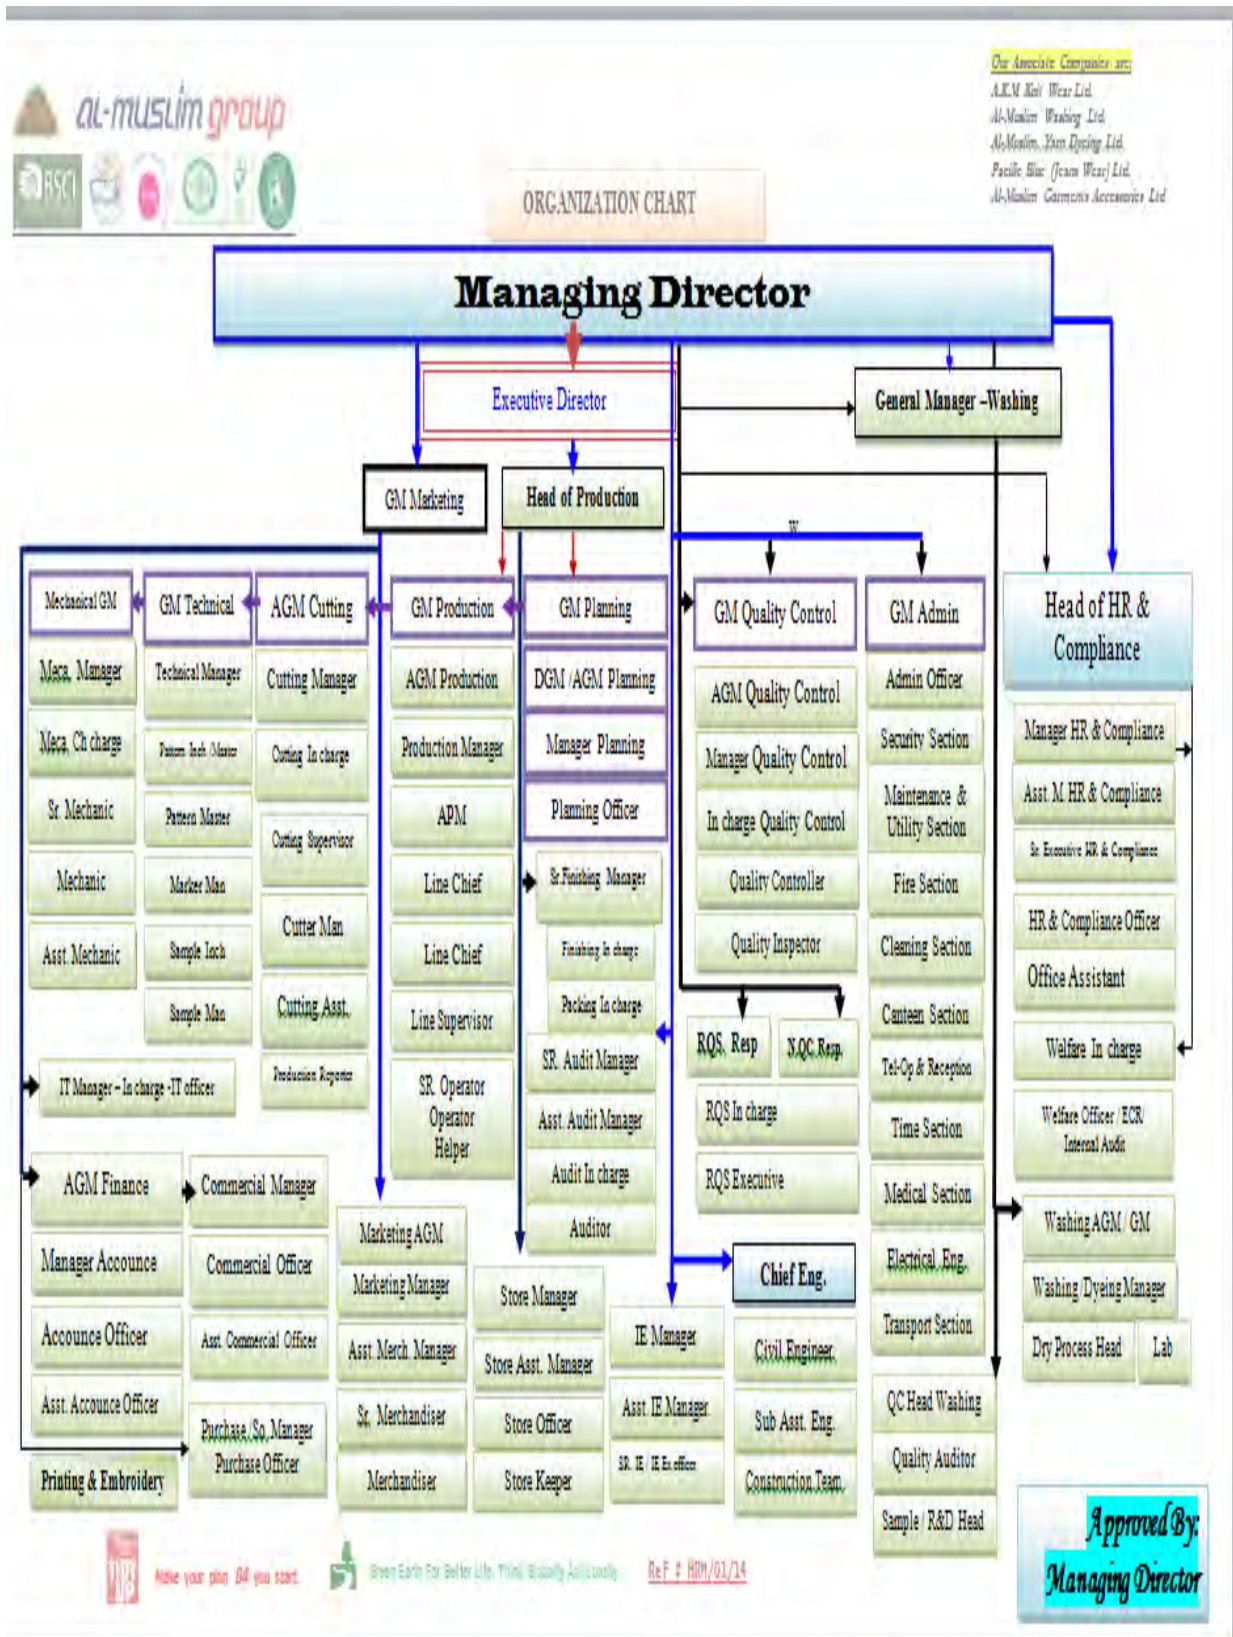 Our Associate Companies are:
A.K.M Knit Wear Ltd.
Al-Muslim Washing Ltd.
Al-Muslim Yarn Dyeing Ltd.
Pacific Blue (Jeans Wear) Ltd.
Al-Muslim Garments Accessories Ltd
al-muslim group
BSCI
ORGANIZATION CHART
Managing Director
Executive Director
General Manager –Washing
GM Marketing
Head of Production
W
Mechanical GM
GM Technical
AGM Cutting
GM Production
GM Planning
GM Quality Control
GM Admin
Head of HR &
Compliance
Meca. Manager
Meca. Ch charge
Sr. Mechanic
Mechanic
Asst. Mechanic
Technical Manager
Pattern Inch /Master
Pattern Master
Marker Man
Sample Inch
Sample Man
Cutting Manager
Cutting In charge
Cutting Supervisor
Cutter Man
Cutting Asst.
Production Reporter
AGM Production
Production Manager
APM
Line Chief
Line Chief
Line Supervisor
SR. Operator
Operator
Helper
DGM /AGM Planning
Manager Planning
Planning Officer
Sr.Finishing Manager
Finishing In charge
Packing In charge
SR. Audit Manager
Asst. Audit Manager
Audit In charge
Auditor
AGM Quality Control
Manager Quality Control
In charge Quality Control
Quality Controller
Quality Inspector
RQS. Resp
N.QC Resp.
RQS In charge
RQS Executive
Admin Officer
Security Section
Maintenance &
Utility Section
Fire Section
Cleaning Section
Canteen Section
Tel-Op & Reception
Time Section
Medical Section
Electrical Eng.
Transport Section
Manager HR & Compliance
Asst. M. HR & Compliance
Sr. Executive HR & Compliance
HR & Compliance Officer
Office Assistant
Welfare In charge
Welfare Officer / ECR/
Internal Audit
IT Manager – In charge -IT officer
AGM Finance
Manager Accounce
Accounce Officer
Asst. Accounce Officer
Printing & Embroidery
Commercial Manager
Commercial Officer
Asst. Commercial Officer
Purchase /So. Manager
Purchase Officer
Marketing AGM
Marketing Manager
Asst. Merch. Manager
Sr. Merchandiser
Merchandiser
Store Manager
Store Asst. Manager
Store Officer
Store Keeper
IE Manager
Asst. IE Manager
SR. IE / IE Ex officer
Chief Eng.
Civil Engineer
Sub Asst. Eng.
Construction Team.
Washing AGM / GM
Washing/Dyeing Manager
Dry Process Head
Lab
QC Head Washing
Quality Auditor
Sample / R&D Head
Approved By:
Managing Director
Make your plan B4 you start.
Green Earth For Better Life. Think Globally Act Locally
ReF # HRM/01/14